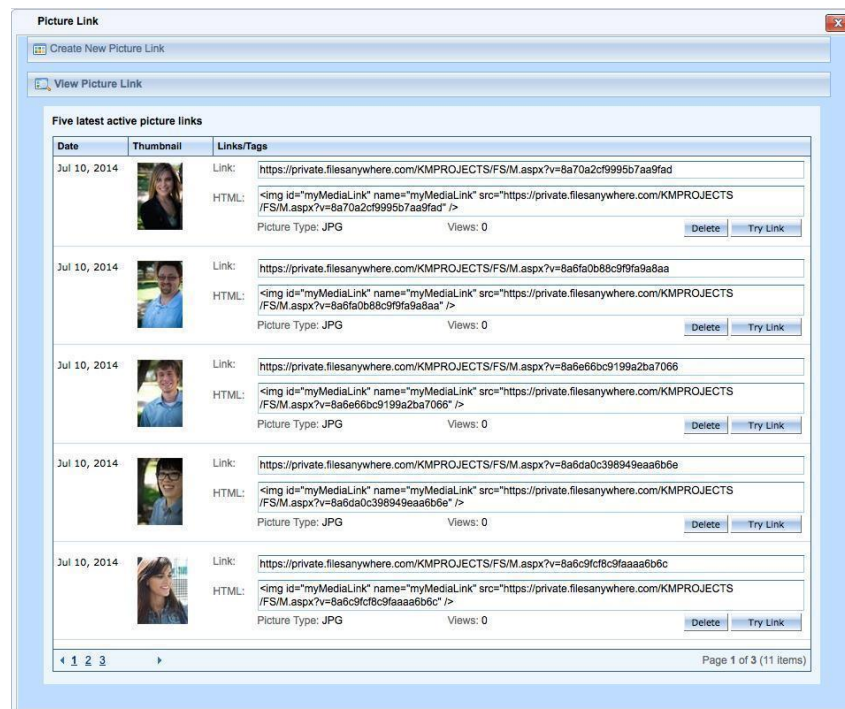 Picture Link
Create New Picture Link
View Picture Link
Five latest active picture links
Date Thumbnail Links/Tags
Jul 10, 2014 Link: https://private.filesanywhere.com/KMPROJECTS/FS/M.aspx?v=8a70a2cf9995b7aa9fad
HTML: <img id="myMediaLink" name="myMediaLink" src="https://private.filesanywhere.com/KMPROJECTS
/FS/M.aspx?v=8a70a2cf9995b7aa9fad" />
Picture Type: JPG Views: 0 Delete Try Link
Jul 10, 2014 Link: https://private.filesanywhere.com/KMPROJECTS/FS/M.aspx?v=8a6fa0b88c9f9fa9a8aa
HTML: <img id="myMediaLink" name="myMediaLink" src="https://private.filesanywhere.com/KMPROJECTS
/FS/M.aspx?v=8a6fa0b88c9f9fa9a8aa" />
Picture Type: JPG Views: 0 Delete Try Link
Jul 10, 2014 Link: https://private.filesanywhere.com/KMPROJECTS/FS/M.aspx?v=8a6e66bc9199a2ba7066
HTML: <img id="myMediaLink" name="myMediaLink" src="https://private.filesanywhere.com/KMPROJECTS
/FS/M.aspx?v=8a6e66bc9199a2ba7066" />
Picture Type: JPG Views: 0 Delete Try Link
Jul 10, 2014 Link: https://private.filesanywhere.com/KMPROJECTS/FS/M.aspx?v=8a6da0c398949eaa6b6e
HTML: <img id="myMediaLink" name="myMediaLink" src="https://private.filesanywhere.com/KMPROJECTS
/FS/M.aspx?v=8a6da0c398949eaa6b6e" />
Picture Type: JPG Views: 0 Delete Try Link
Jul 10, 2014 Link: https://private.filesanywhere.com/KMPROJECTS/FS/M.aspx?v=8a6c9fcf8c9faaaa6b6c
HTML: <img id="myMediaLink" name="myMediaLink" src="https://private.filesanywhere.com/KMPROJECTS
/FS/M.aspx?v=8a6c9fcf8c9faaaa6b6c" />
Picture Type: JPG Views: 0 Delete Try Link
1 2 3 Page 1 of 3 (11 items)